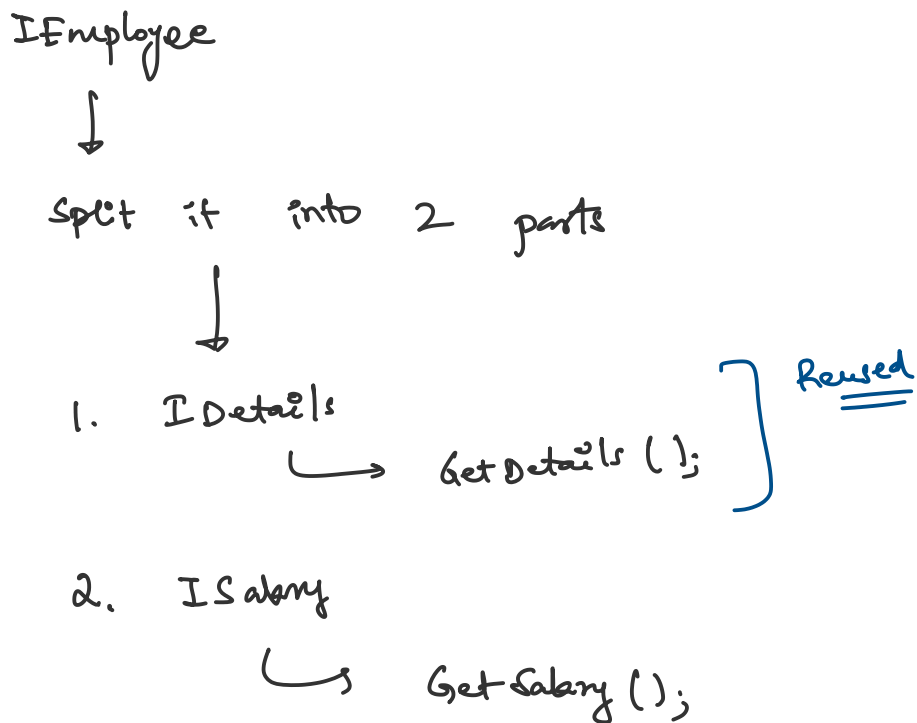 IEmployee
Split it into 2 parts
1. IDetails
Reused
GetDetails();
2. ISalary
GetSalary();